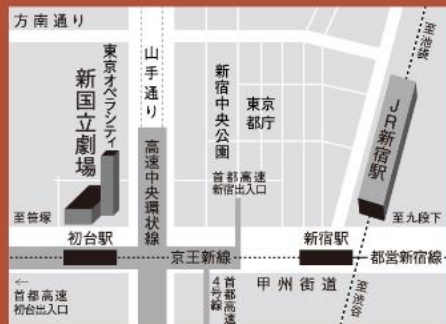 方南通り
至池袋
東京オペラシティ
新国立劇場
山手通り
高速中央環状線
新宿中央公園
東京
都庁
首都高速
新宿出入口
JR新宿駅
至笹塚
至九段下
初台駅
京王新線
新宿駅
都営新宿線
←
首都高速
初台出入口
首都高速
4号線
甲州街道
至渋谷